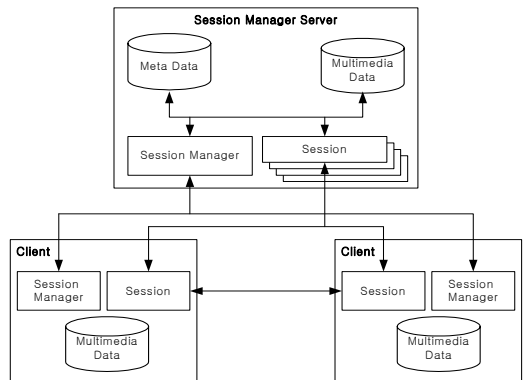 Session Manager Server
Meta Data
Multimedia
Data
Session Manager
Session
Client
Session
Manager
Session
Multimedia
Data
Client
Session
Session
Manager
Multimedia
Data